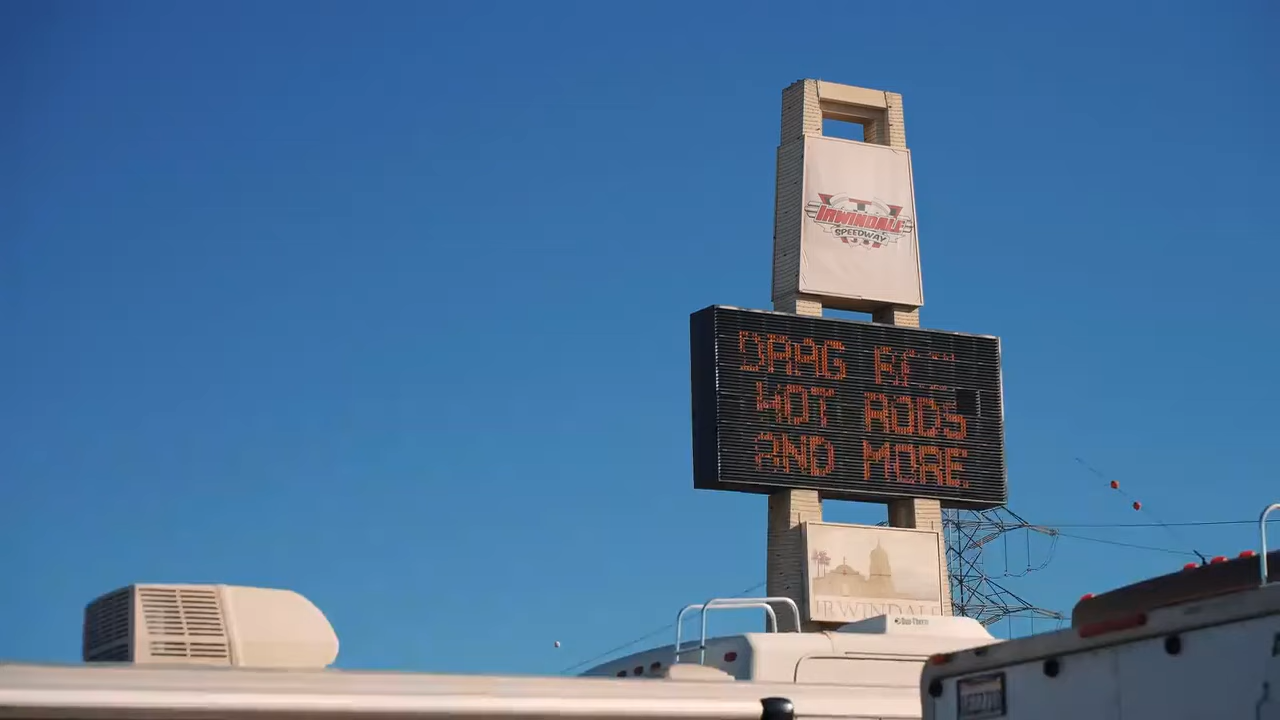 IRWINDALE
SPEEDWAY
DRAG
HOT RODS
AND MORE
IRWINDALE